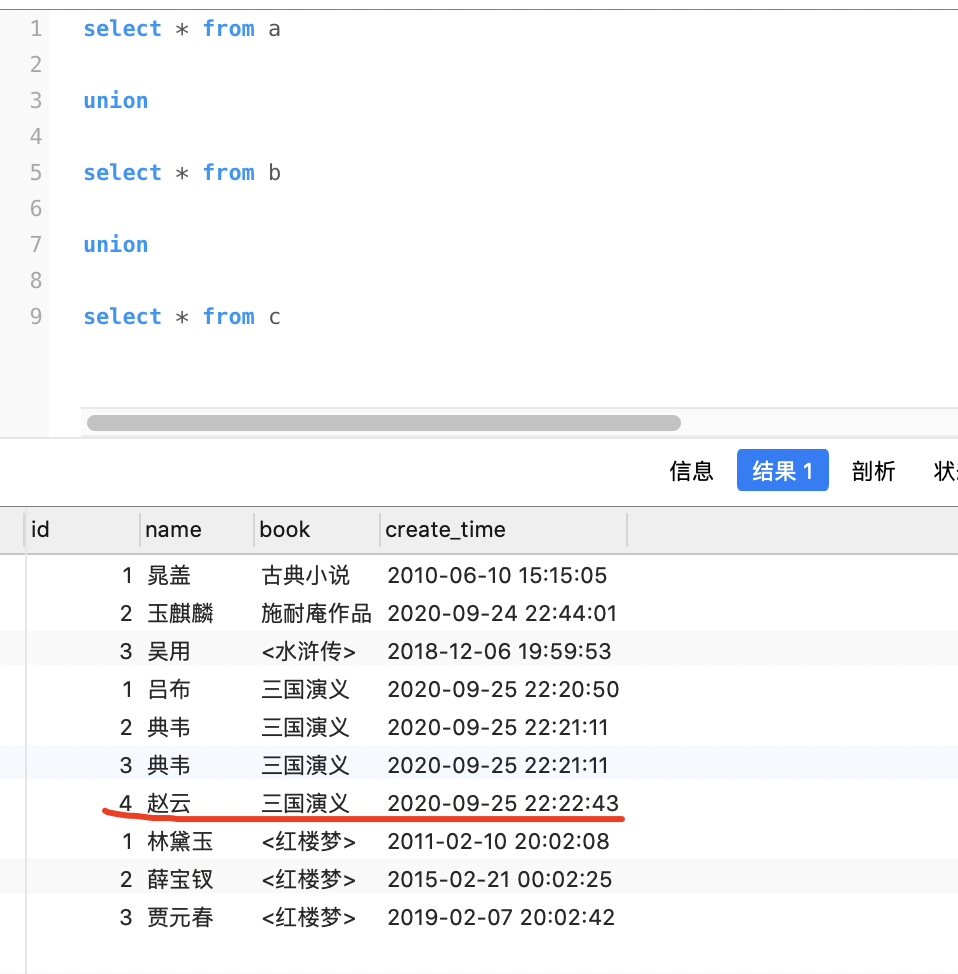 1 select * from a
2
3 union
4
5 select * from b
6
7 union
8
9 select * from c
信息 结果 1 剖析 状
id name book create_time
1 晁盖 古典小说 2010-06-10 15:15:05
2 玉麒麟 施耐庵作品 2020-09-24 22:44:01
3 吴用 <水浒传> 2018-12-06 19:59:53
1 吕布 三国演义 2020-09-25 22:20:50
2 典韦 三国演义 2020-09-25 22:21:11
3 典韦 三国演义 2020-09-25 22:21:11
4 赵云 三国演义 2020-09-25 22:22:43
1 林黛玉 <红楼梦> 2011-02-10 20:02:08
2 薛宝钗 <红楼梦> 2015-02-21 00:02:25
3 贾元春 <红楼梦> 2019-02-07 20:02:42